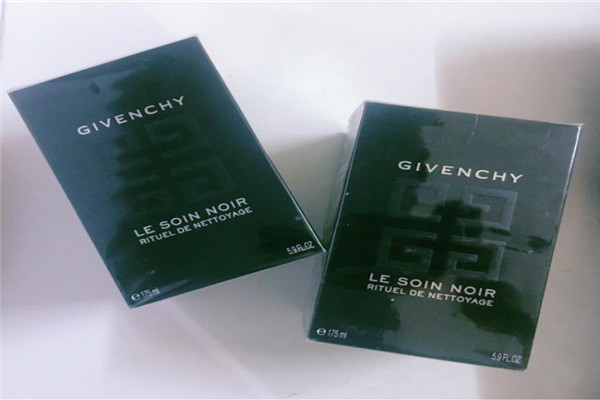 GIVENCHY
LE SOIN NOIR
RITUEL DE NETTOYAGE
℮175 ml
5.9 FL.OZ
GIVENCHY
LE SOIN NOIR
RITUEL DE NETTOYAGE
℮ 175 ml
5.9 FL.OZ